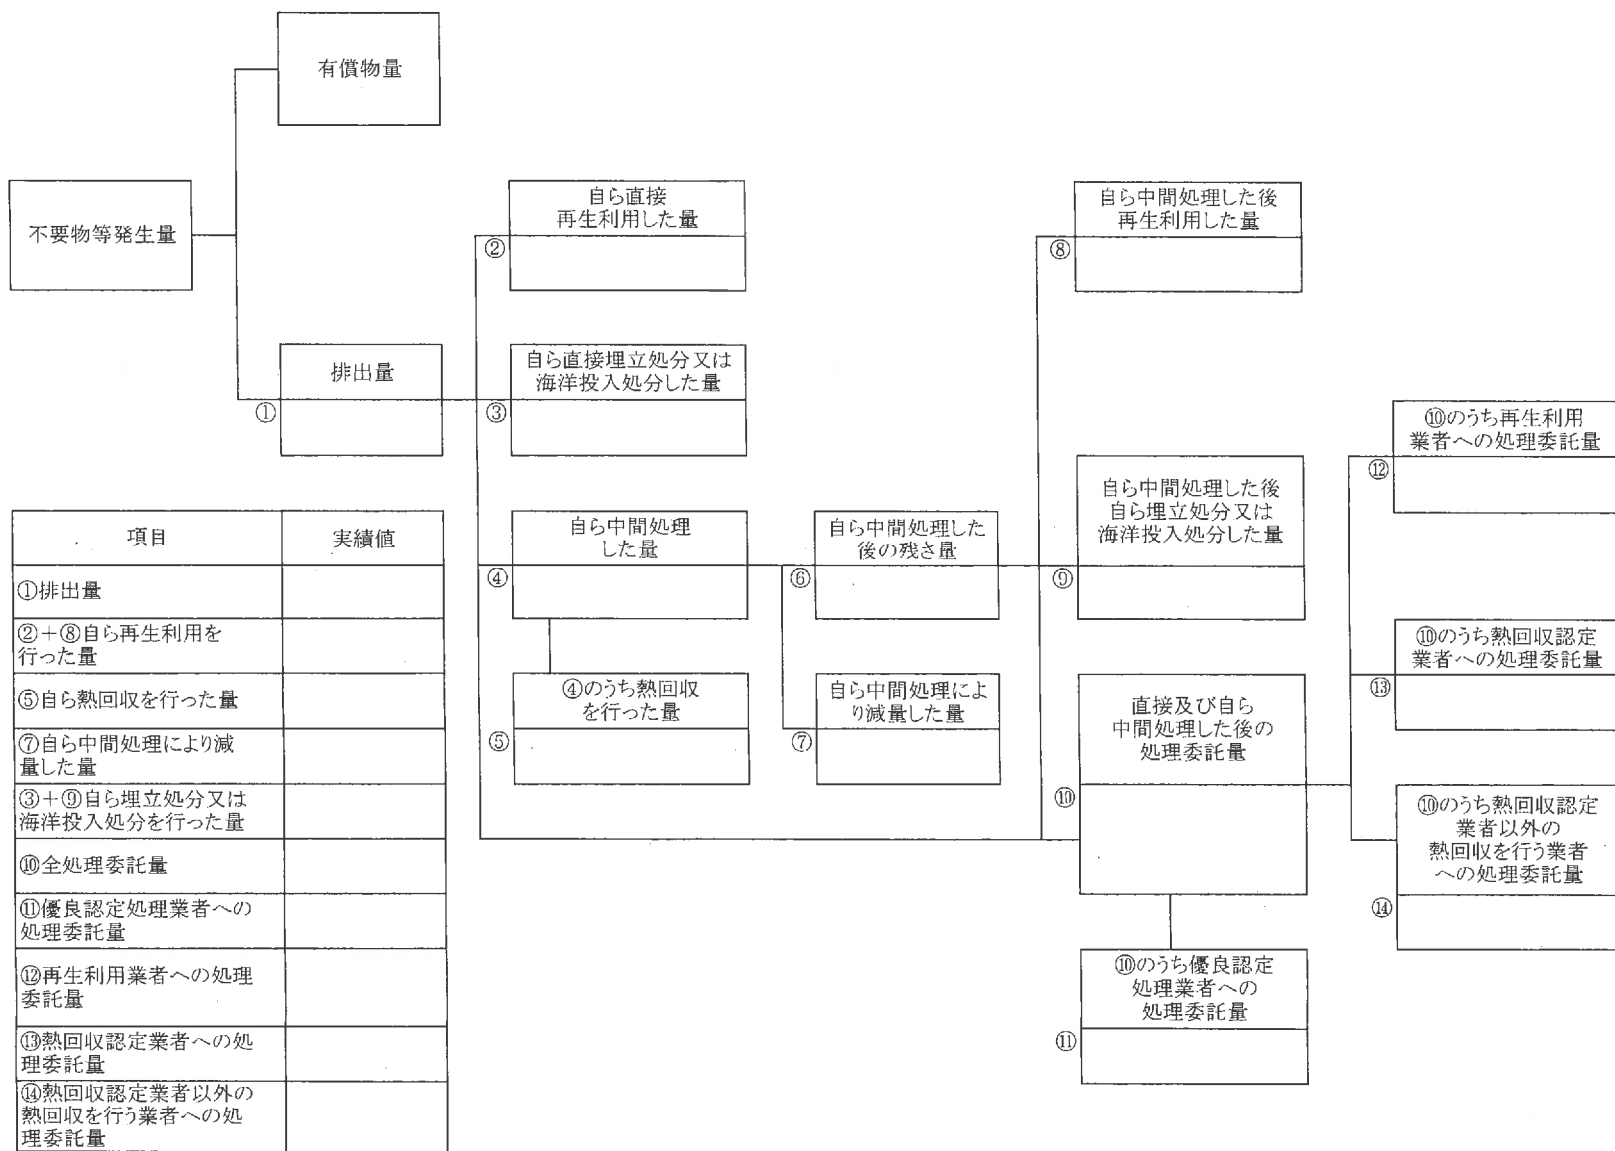 有償物量
不要物等発生量
自ら直接
再生利用した量
②
自ら中間処理した後
再生利用した量
⑧
排出量
①
自ら直接埋立処分又は
海洋投入処分した量
③
⑩のうち再生利用
業者への処理委託量
⑫
自ら中間処理
した量
④
自ら中間処理した
後の残さ量
⑥
自ら中間処理した後
自ら埋立処分又は
海洋投入処分した量
⑨
④のうち熱回収
を行った量
⑤
自ら中間処理によ
り減量した量
⑦
直接及び自ら
中間処理した後の
処理委託量
⑩
⑩のうち熱回収認定
業者への処理委託量
⑬
⑩のうち熱回収認定
業者以外の
熱回収を行う業者
への処理委託量
⑭
⑩のうち優良認定
処理業者への
処理委託量
⑪
項目 実績値
①排出量
②+⑧自ら再生利用を
行った量
⑤自ら熱回収を行った量
⑦自ら中間処理により減
量した量
③+⑨自ら埋立処分又は
海洋投入処分を行った量
⑩全処理委託量
⑪優良認定処理業者への
処理委託量
⑫再生利用業者への処理
委託量
⑬熱回収認定業者への処
理委託量
⑭熱回収認定業者以外の
熱回収を行う業者への処
理委託量